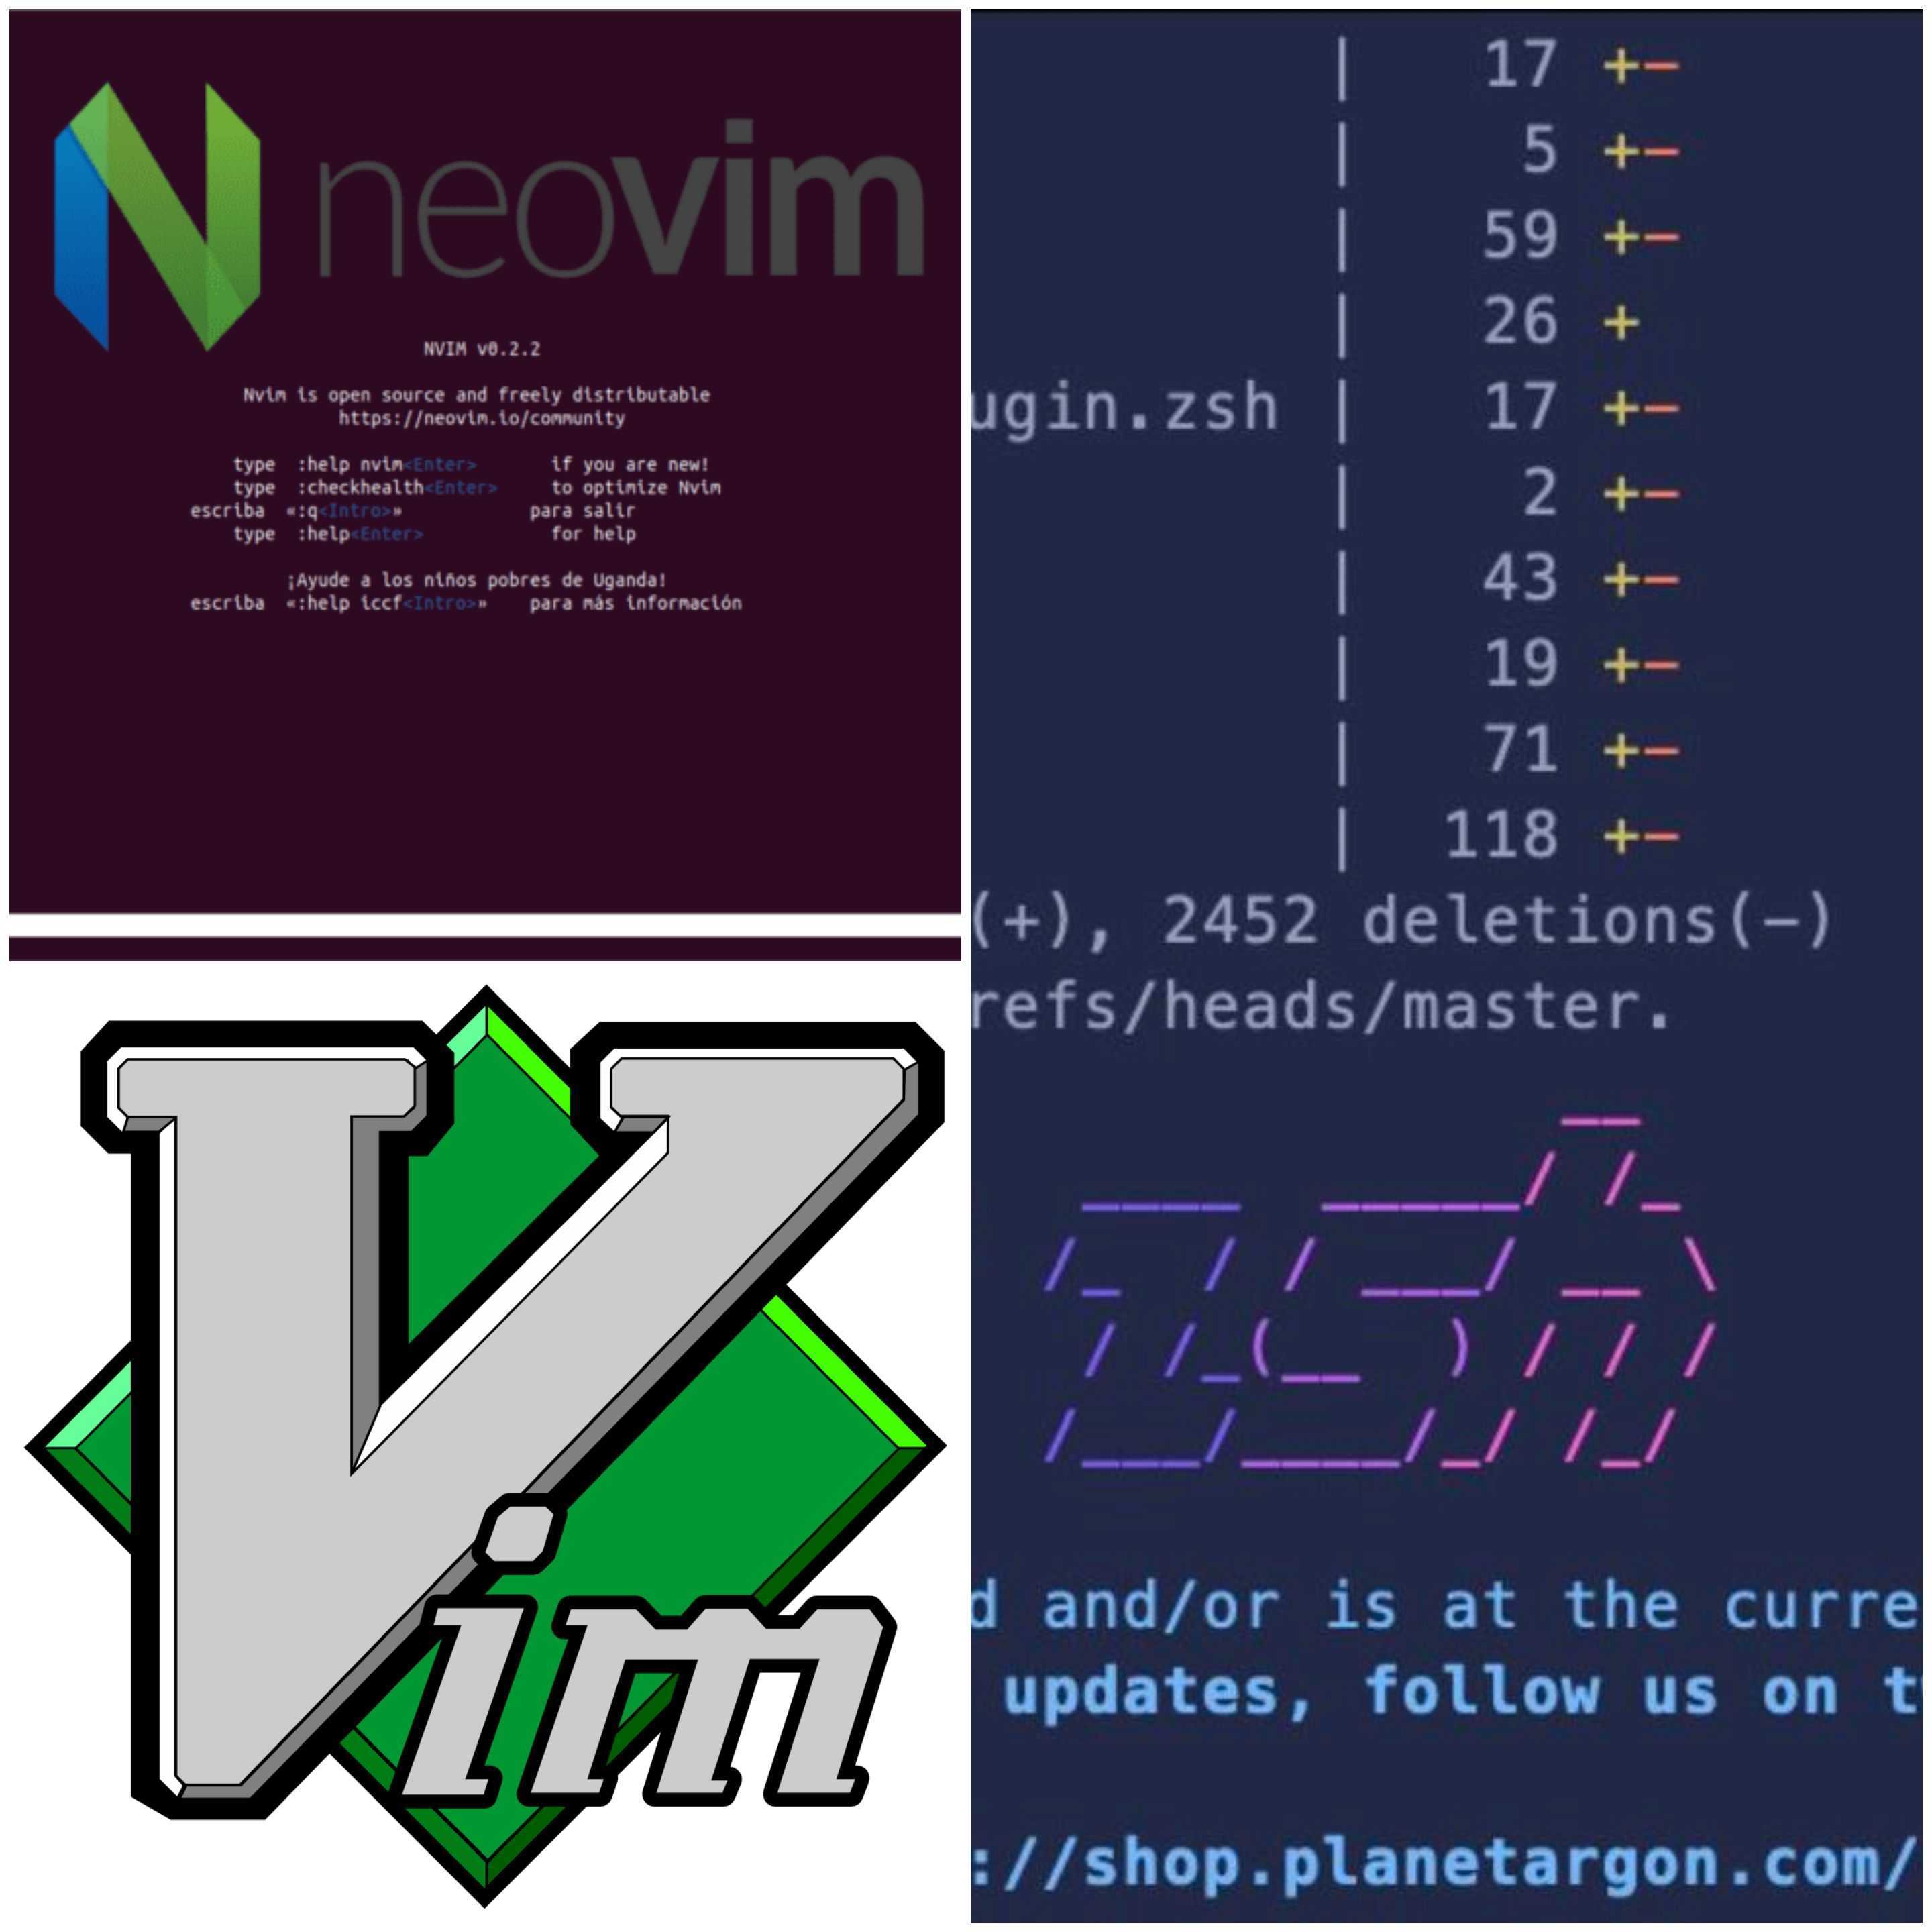 neovim
NVIM v0.2.2
Nvim is open source and freely distributable
https://neovim.io/community
type :help nvim<Enter> if you are new!
type :checkhealth<Enter> to optimize Nvim
escriba «:q<Intro>» para salir
type :help<Enter> for help
¡Ayude a los niños pobres de Uganda!
escriba «:help iccf<Intro>» para más información
Vim
| 17 +-
| 5 +-
| 59 +-
| 26 +
ugin.zsh | 17 +-
| 2 +-
| 43 +-
| 19 +-
| 71 +-
| 118 +-
(+), 2452 deletions(-)
refs/heads/master.
zsh
d and/or is at the curre
updates, follow us on t
://shop.planetargon.com/